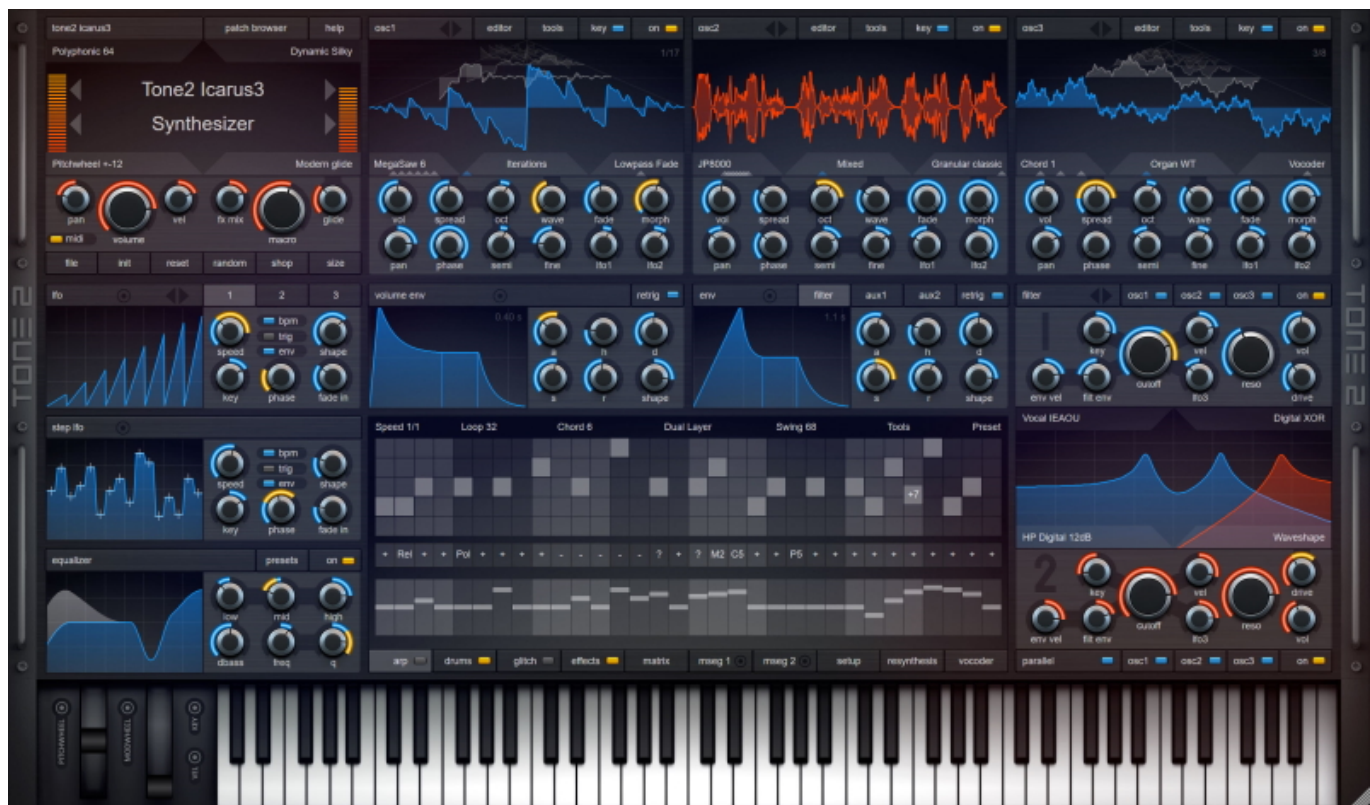 tone2 Icarus3 patch browser help
Polyphonic 64 Dynamic Silky
Tone2 Icarus3
Synthesizer
Pitchwheel +-12 Modern glide
pan volume vel fx mix macro glide
midi
file init reset random shop size
osc1 editor tools key on
1/17
MegaSaw 6 Iterations Lowpass Fade
vol spread oct wave fade morph
pan phase semi fine lfo1 lfo2
osc2 editor tools key on
JP8000 Mixed Granular classic
vol spread oct wave fade morph
pan phase semi fine lfo1 lfo2
osc3 editor tools key on
3/8
Chord 1 Organ WT Vocoder
vol spread oct wave fade morph
pan phase semi fine lfo1 lfo2
lfo 1 2 3
speed bpm trig env shape
key phase fade in
volume env retrig
0.40 s
a h d
s r shape
env filter aux1 aux2 retrig
1.1 s
a h d
s r shape
filter osc1 osc2 osc3 on
1
key cutoff vel reso vol
env vel filt env lfo3 drive
Vocal IEAOU Digital XOR
HP Digital 12dB Waveshape
2
key cutoff vel reso drive
env vel filt env lfo3 vol
parallel osc1 osc2 osc3 on
step lfo
speed bpm trig env shape
key phase fade in
equalizer presets on
low mid high
dbass freq q
Speed 1/1 Loop 32 Chord 6 Dual Layer Swing 68 Tools Preset
+7
+ Rel + + Pol + + + + - - - - - ? + ? M2 C5 + + P5 + + + + + + + + + +
arp drums glitch effects matrix mseg 1 mseg 2 setup resynthesis vocoder
TONE 2
TONE 2
PITCHWHEEL MODWHEEL KEY VEL